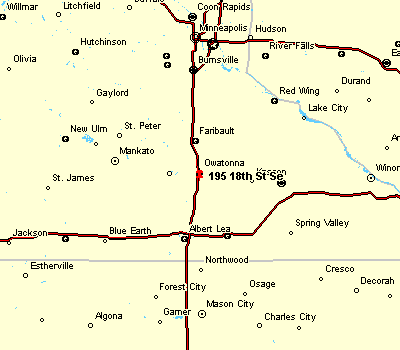 Willmar
Litchfield
Coon Rapids
Minneapolis
Hudson
Hutchinson
River Falls
Olivia
Burnsville
Durand
Gaylord
Red Wing
Lake City
St. Peter
New Ulm
Faribault
Mankato
Owatonna
195 18th St Se
St. James
Spring Valley
Jackson
Blue Earth
Albert Lea
Estherville
Northwood
Cresco
Forest City
Osage
Decorah
Mason City
Algona
Garner
Charles City